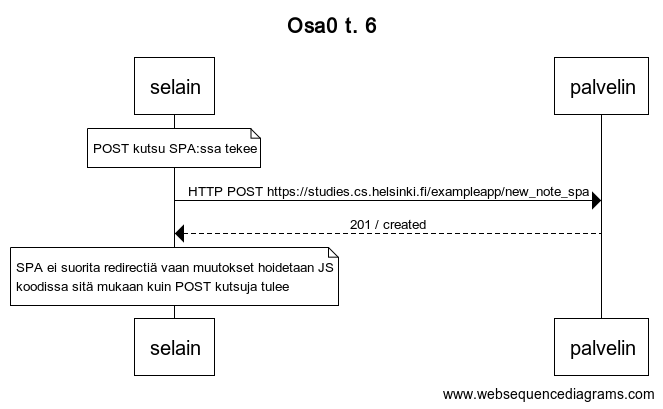 Osa0 t. 6
selain
palvelin
POST kutsu SPA:ssa tekee
HTTP POST https://studies.cs.helsinki.fi/exampleapp/new_note_spa
201 / created
SPA ei suorita redirectiä vaan muutokset hoidetaan JS
koodissa sitä mukaan kuin POST kutsuja tulee
selain
palvelin
www.websequencediagrams.com